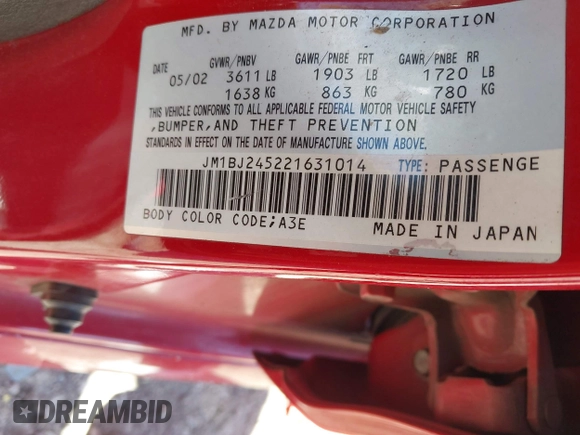 MFD. BY MAZDA MOTOR CORPORATION
DATE GVWR/PNBV GAWR/PNBE FRT GAWR/PNBE RR
05/02 3611 LB 1903 LB 1720 LB
1638 KG 863 KG 780 KG
THIS VEHICLE CONFORMS TO ALL APPLICABLE FEDERAL MOTOR VEHICLE SAFETY
,BUMPER,AND THEFT PREVENTION
STANDARDS IN EFFECT ON THE DATE OF MANUFACTURE SHOWN ABOVE.
JM1BJ245221631014 TYPE: PASSENGE
BODY COLOR CODE;A3E MADE IN JAPAN
DREAMBID